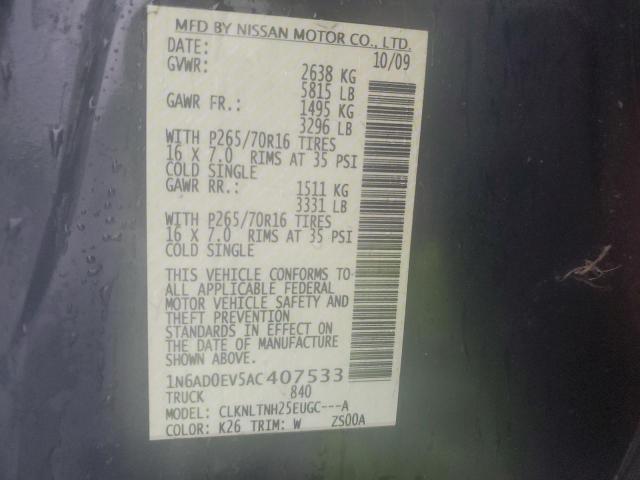 MFD BY NISSAN MOTOR CO., LTD.
DATE: 10/09
GVWR: 2638 KG
5815 LB
GAWR FR.: 1495 KG
3296 LB
WITH P265/70R16 TIRES
16 X 7.0 RIMS AT 35 PSI
COLD SINGLE
GAWR RR.: 1511 KG
3331 LB
WITH P265/70R16 TIRES
16 X 7.0 RIMS AT 35 PSI
COLD SINGLE
THIS VEHICLE CONFORMS TO
ALL APPLICABLE FEDERAL
MOTOR VEHICLE SAFETY AND
THEFT PREVENTION
STANDARDS IN EFFECT ON
THE DATE OF MANUFACTURE
SHOWN ABOVE.
1N6AD0EV5AC407533
TRUCK 840
MODEL: CLKNLTNH25EUGC---A
COLOR: K26 TRIM: W ZS00A